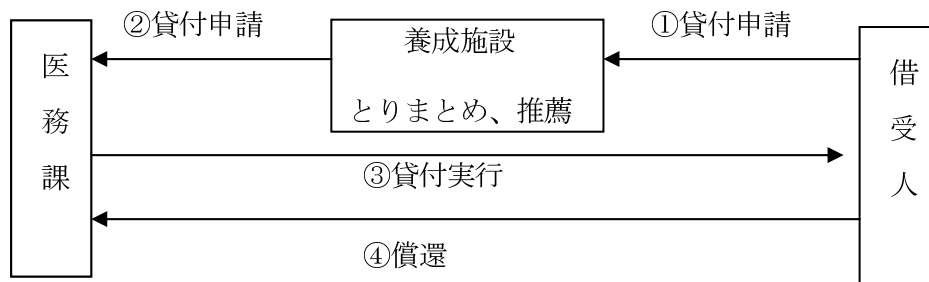 ②貸付申請
①貸付申請
養成施設
とりまとめ、推薦
医務課
借受人
③貸付実行
④償還